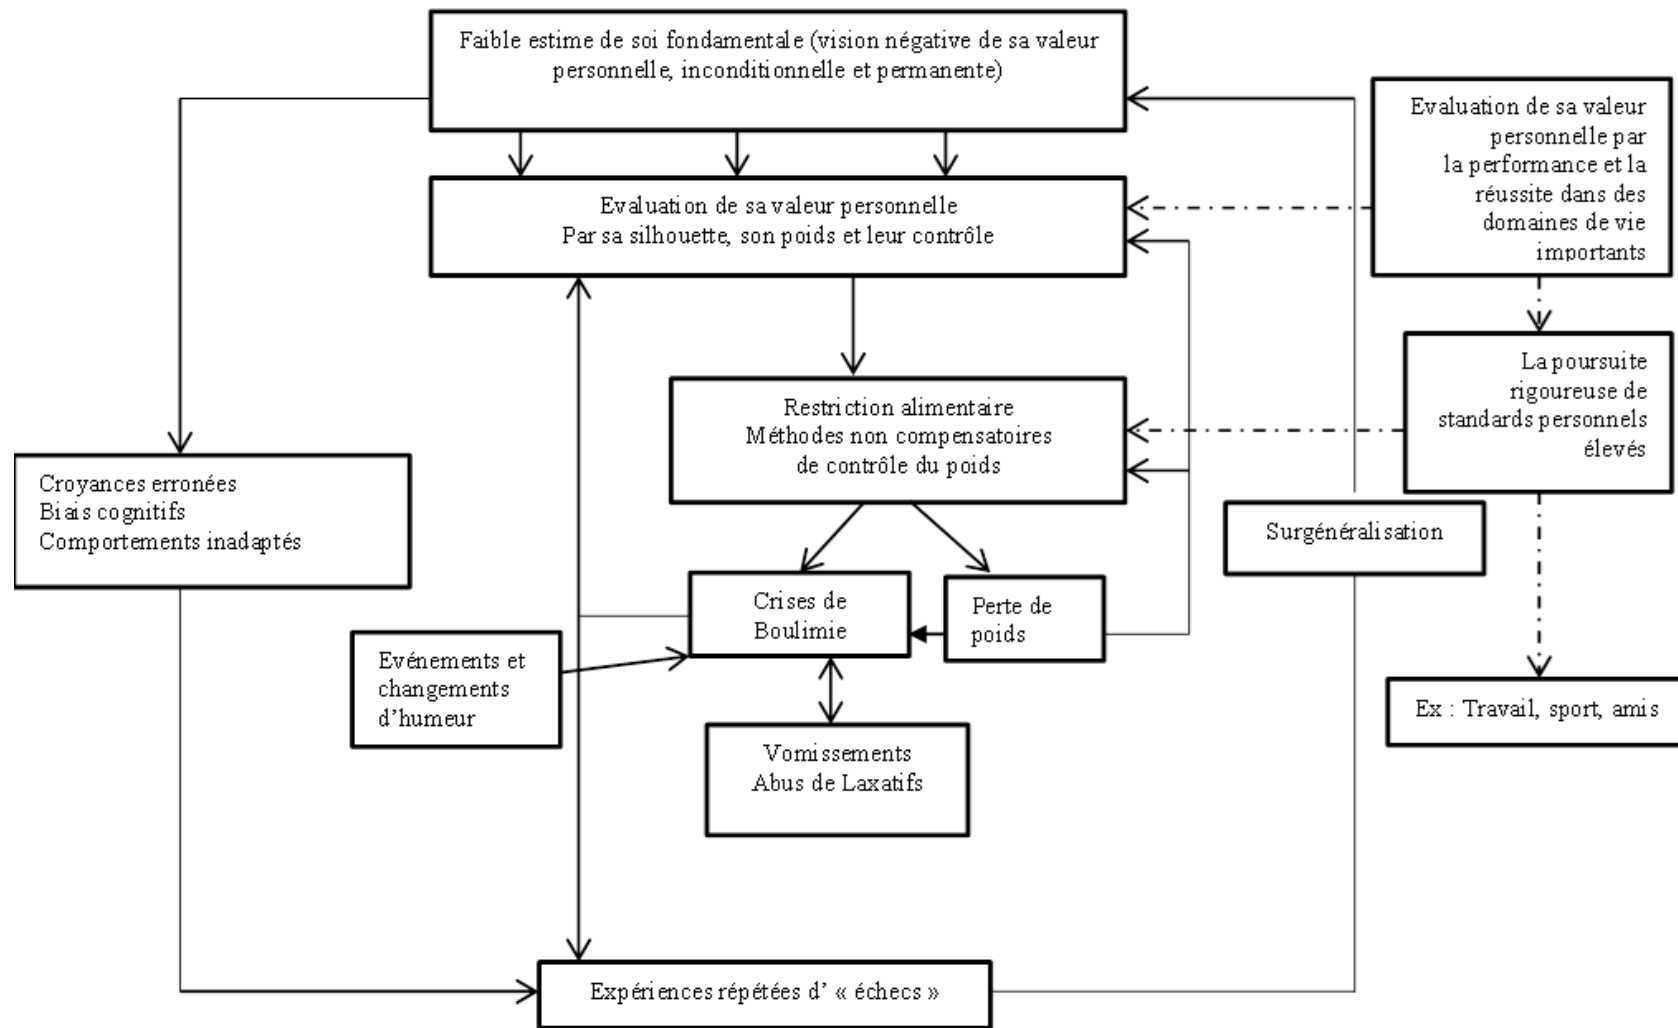 Faible estime de soi fondamentale (vision négative de sa valeur
personnelle, inconditionnelle et permanente)
Evaluation de sa valeur
personnelle par
la performance et la
réussite dans des
domaines de vie
importants
Evaluation de sa valeur personnelle
Par sa silhouette, son poids et leur contrôle
La poursuite
rigoureuse de
standards personnels
élevés
Restriction alimentaire
Méthodes non compensatoires
de contrôle du poids
Croyances erronées
Biais cognitifs
Comportements inadaptés
Surgénéralisation
Crises de
Boulimie
Perte de
poids
Evénements et
changements
d’humeur
Ex : Travail, sport, amis
Vomissements
Abus de Laxatifs
Expériences répétées d’ « échecs »